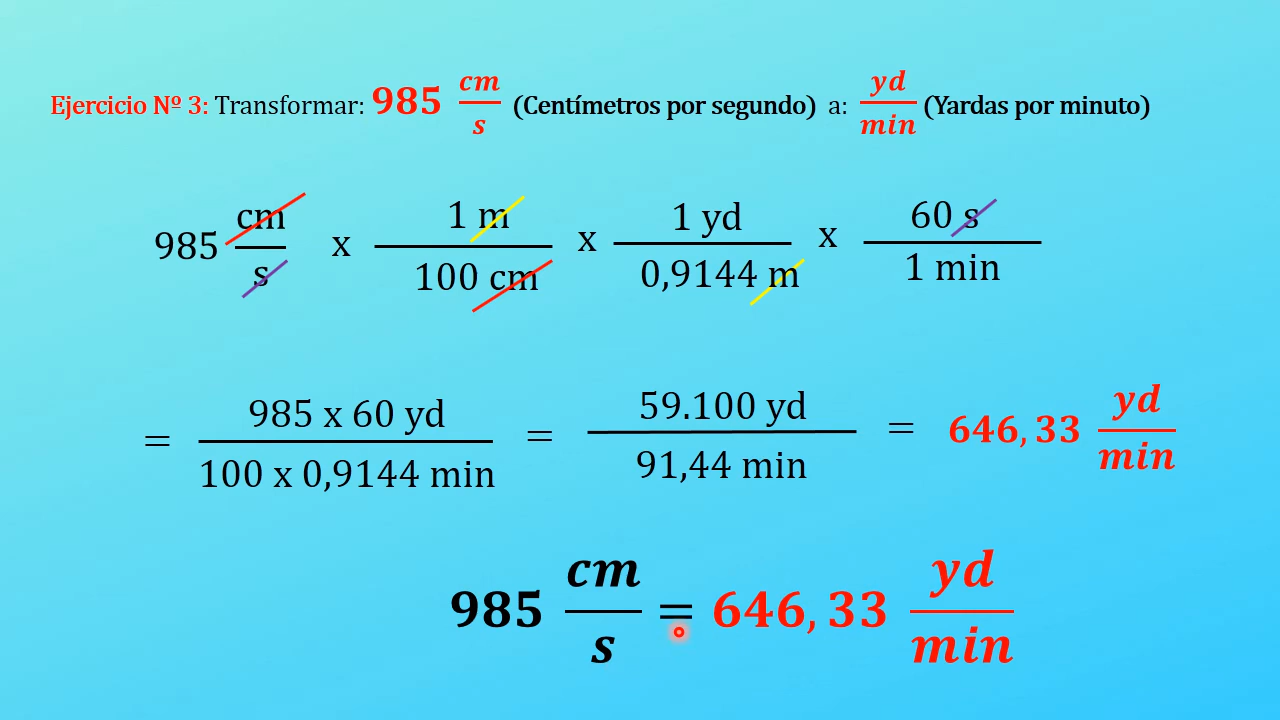 Ejercicio Nº 3: Transformar: 985 cm/s (Centímetros por segundo) a: yd/min (Yardas por minuto)
985 cm/s x 1 m/100 cm x 1 yd/0,9144 m x 60 s/1 min
= 985 x 60 yd/100 x 0,9144 min = 59.100 yd/91,44 min = 646,33 yd/min
985 cm/s = 646,33 yd/min